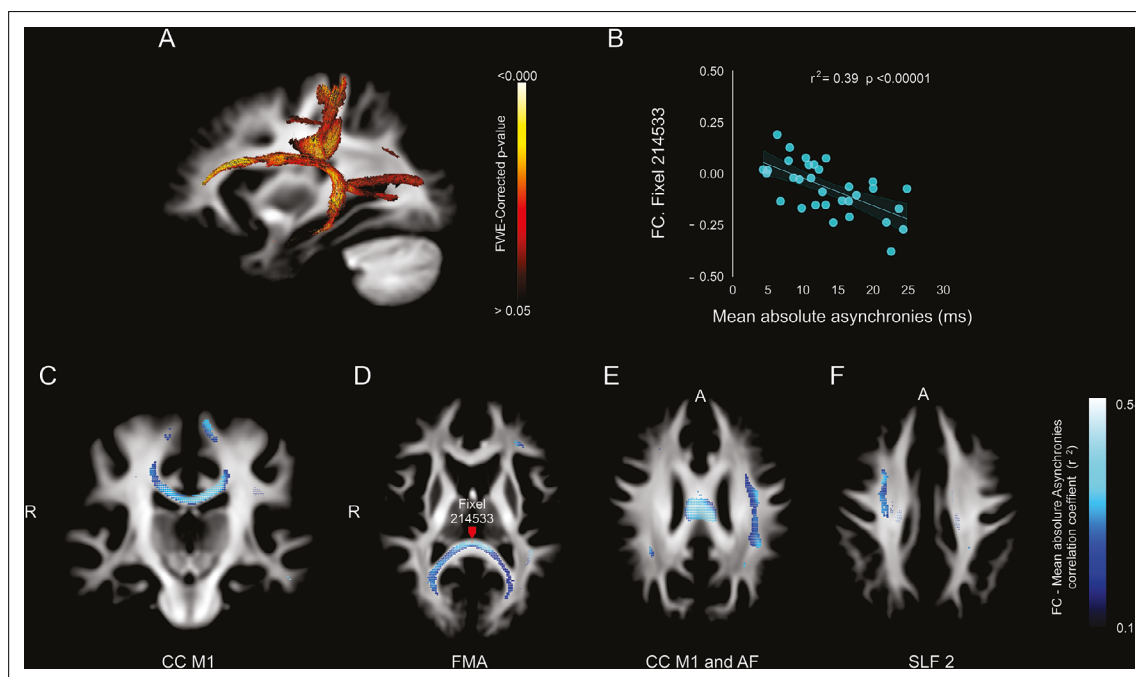 A
<0.000
FWE-Corrected p-value
> 0.05
B
r² = 0.39 p <0.00001
0.50
0.25
0.00
- 0.25
- 0.50
FC. Fixel 214533
0 5 10 15 20 25 30
Mean absolute asynchronies (ms)
C
R
CC M1
D
R
Fixel
214533
FMA
E
A
CC M1 and AF
F
A
SLF 2
0.5
FC - Mean absolute Asynchronies
correlation coeffient (r²)
0.1